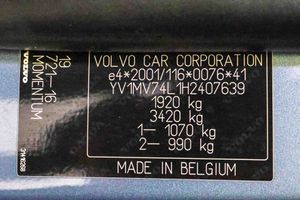 VOLVO CAR CORPORATION
e4*2001/116*0076*41
YV1MV74L1H2407639
1920 kg
3420 kg
1— 1070 kg
2— 990 kg
MADE IN BELGIUM
19
721—16
MOMENTUM
VOLVO